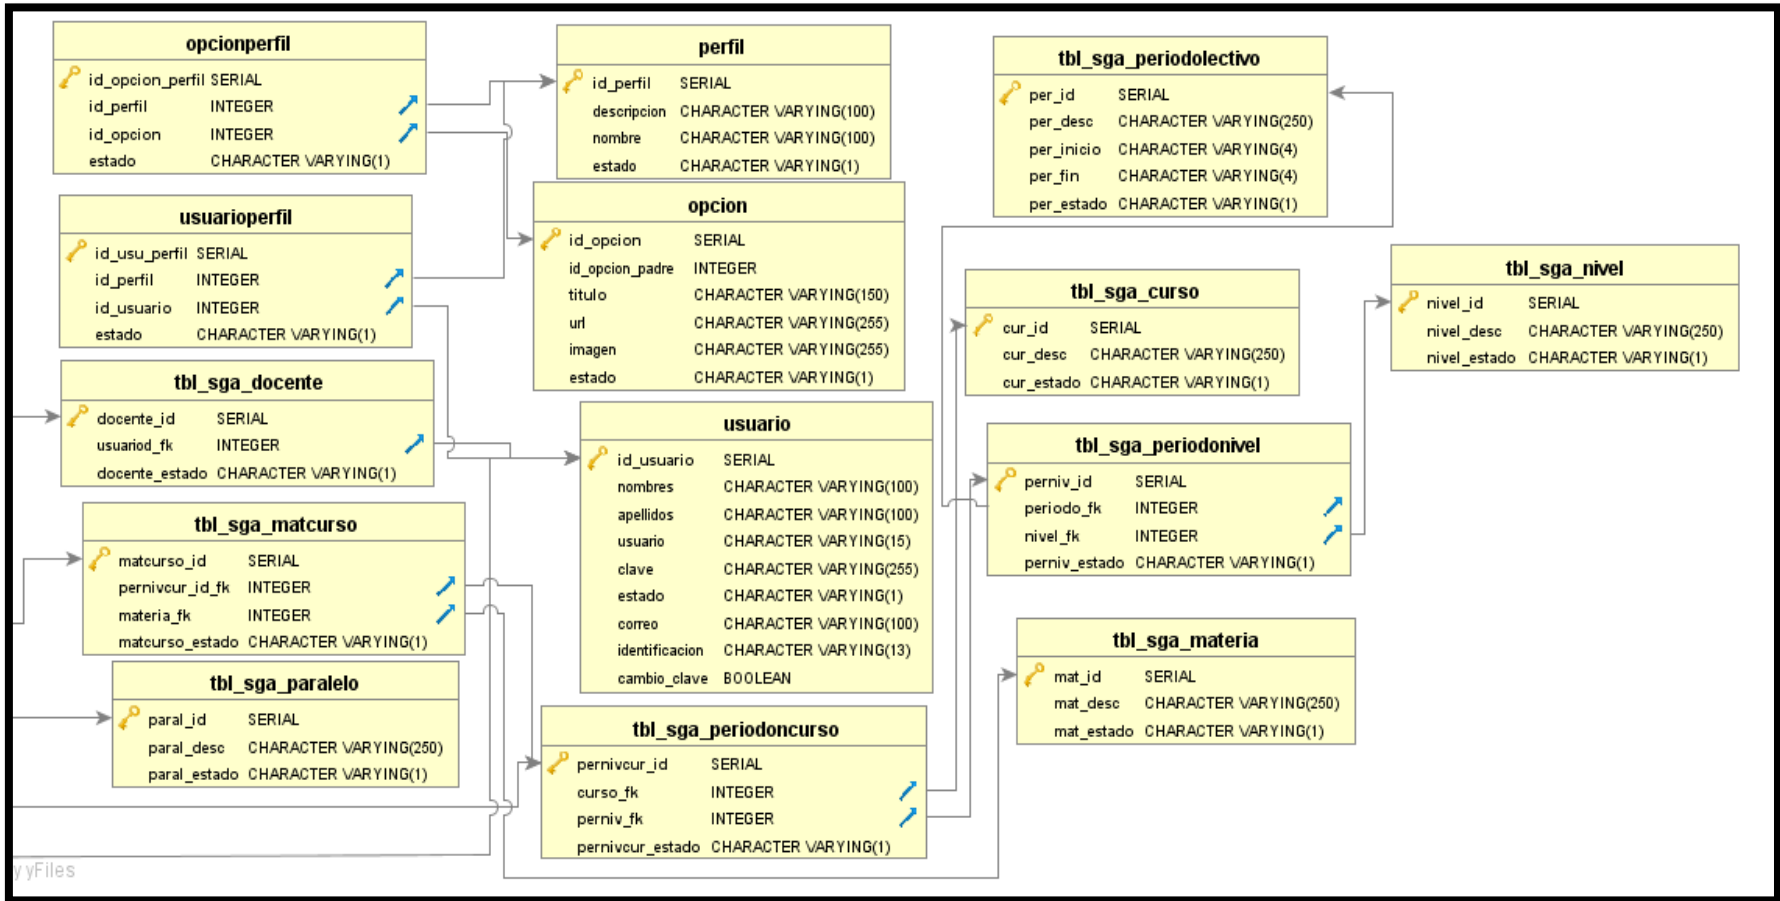 opcionperfil
id_opcion_perfil SERIAL
id_perfil INTEGER
id_opcion INTEGER
estado CHARACTER VARYING(1)
perfil
id_perfil SERIAL
descripcion CHARACTER VARYING(100)
nombre CHARACTER VARYING(100)
estado CHARACTER VARYING(1)
tbl_sga_periodolectivo
per_id SERIAL
per_desc CHARACTER VARYING(250)
per_inicio CHARACTER VARYING(4)
per_fin CHARACTER VARYING(4)
per_estado CHARACTER VARYING(1)
usuarioperfil
id_usu_perfil SERIAL
id_perfil INTEGER
id_usuario INTEGER
estado CHARACTER VARYING(1)
opcion
id_opcion SERIAL
id_opcion_padre INTEGER
titulo CHARACTER VARYING(150)
url CHARACTER VARYING(255)
imagen CHARACTER VARYING(255)
estado CHARACTER VARYING(1)
tbl_sga_curso
cur_id SERIAL
cur_desc CHARACTER VARYING(250)
cur_estado CHARACTER VARYING(1)
tbl_sga_nivel
nivel_id SERIAL
nivel_desc CHARACTER VARYING(250)
nivel_estado CHARACTER VARYING(1)
tbl_sga_docente
docente_id SERIAL
usuariod_fk INTEGER
docente_estado CHARACTER VARYING(1)
usuario
id_usuario SERIAL
nombres CHARACTER VARYING(100)
apellidos CHARACTER VARYING(100)
usuario CHARACTER VARYING(15)
clave CHARACTER VARYING(255)
estado CHARACTER VARYING(1)
correo CHARACTER VARYING(100)
identificacion CHARACTER VARYING(13)
cambio_clave BOOLEAN
tbl_sga_periodonivel
perniv_id SERIAL
periodo_fk INTEGER
nivel_fk INTEGER
perniv_estado CHARACTER VARYING(1)
tbl_sga_matcurso
matcurso_id SERIAL
pernivcur_id_fk INTEGER
materia_fk INTEGER
matcurso_estado CHARACTER VARYING(1)
tbl_sga_materia
mat_id SERIAL
mat_desc CHARACTER VARYING(250)
mat_estado CHARACTER VARYING(1)
tbl_sga_paralelo
paral_id SERIAL
paral_desc CHARACTER VARYING(250)
paral_estado CHARACTER VARYING(1)
tbl_sga_periodoncurso
pernivcur_id SERIAL
curso_fk INTEGER
perniv_fk INTEGER
pernivcur_estado CHARACTER VARYING(1)
y yFiles